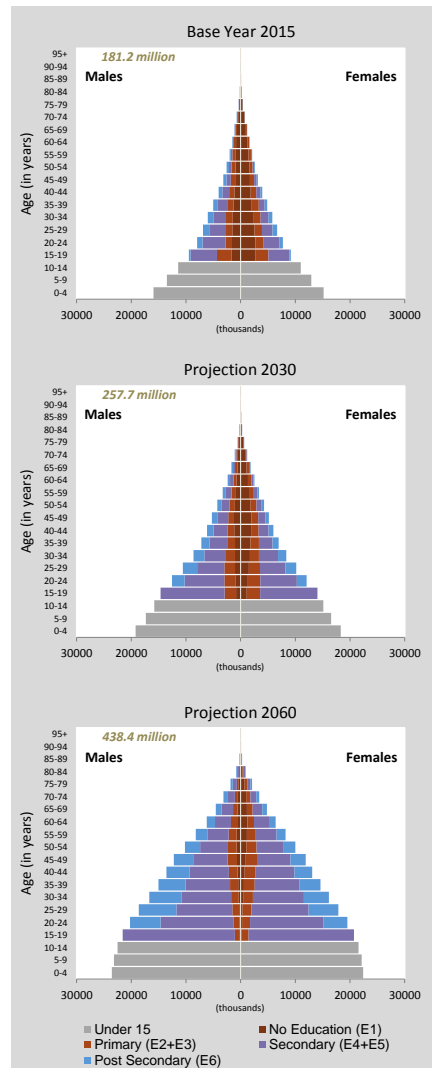 Base Year 2015
181.2 million
Males
Females
Age (in years)
95+
90-94
85-89
80-84
75-79
70-74
65-69
60-64
55-59
50-54
45-49
40-44
35-39
30-34
25-29
20-24
15-19
10-14
5-9
0-4
30000 20000 10000 0 10000 20000 30000
(thousands)
Projection 2030
257.7 million
Males
Females
Age (in years)
95+
90-94
85-89
80-84
75-79
70-74
65-69
60-64
55-59
50-54
45-49
40-44
35-39
30-34
25-29
20-24
15-19
10-14
5-9
0-4
30000 20000 10000 0 10000 20000 30000
(thousands)
Projection 2060
438.4 million
Males
Females
Age (in years)
95+
90-94
85-89
80-84
75-79
70-74
65-69
60-64
55-59
50-54
45-49
40-44
35-39
30-34
25-29
20-24
15-19
10-14
5-9
0-4
30000 20000 10000 0 10000 20000 30000
(thousands)
Under 15 No Education (E1)
Primary (E2+E3) Secondary (E4+E5)
Post Secondary (E6)